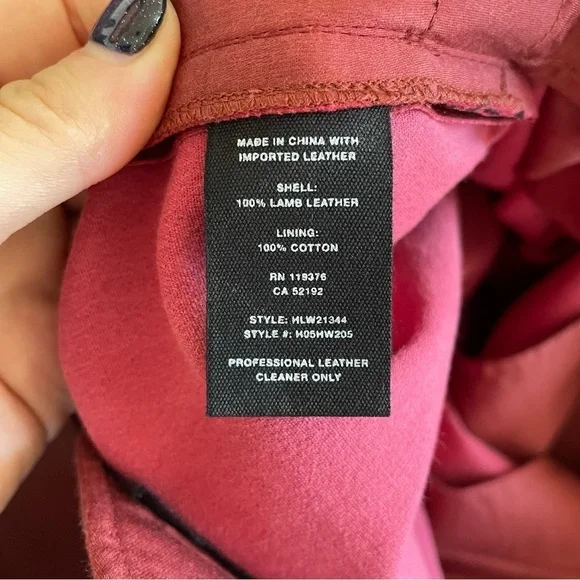 MADE IN CHINA WITH
IMPORTED LEATHER
SHELL:
100% LAMB LEATHER
LINING:
100% COTTON
RN 119376
CA 52192
STYLE: HLW21344
STYLE #: H05HW205
PROFESSIONAL LEATHER
CLEANER ONLY